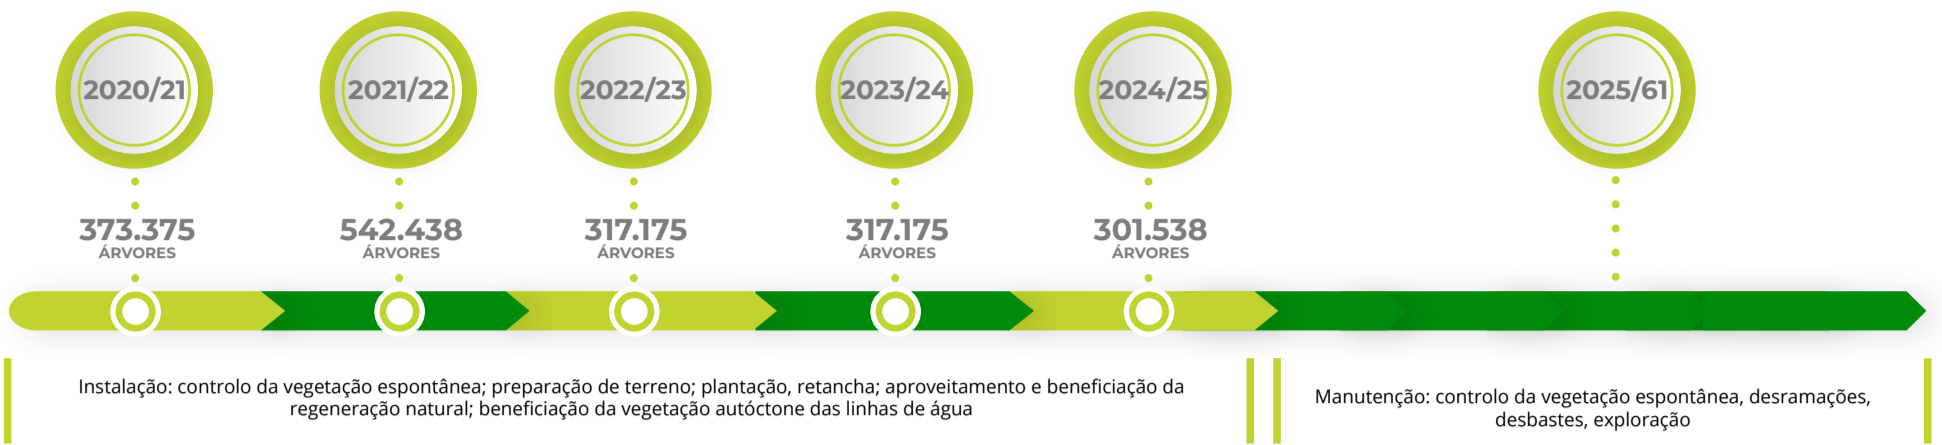 2020/21
2021/22
2022/23
2023/24
2024/25
2025/61
373.375
ÁRVORES
542.438
ÁRVORES
317.175
ÁRVORES
317.175
ÁRVORES
301.538
ÁRVORES
Instalação: controlo da vegetação espontânea; preparação de terreno; plantação, retancha; aproveitamento e beneficiação da
regeneração natural; beneficiação da vegetação autóctone das linhas de água
Manutenção: controlo da vegetação espontânea, desramações,
desbastes, exploração